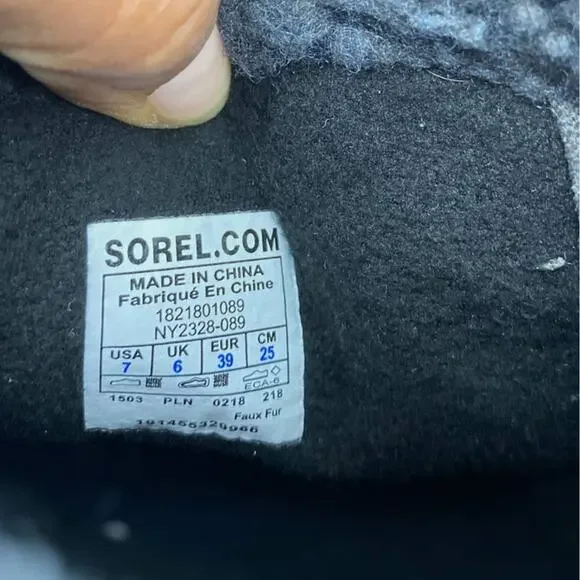 SOREL.COM
MADE IN CHINA
Fabriqué En Chine
1821801089
NY2328-089
USA UK EUR CM
7 6 39 25
ECA-6
1503 PLN 0218 218
Faux Fur
191455329966